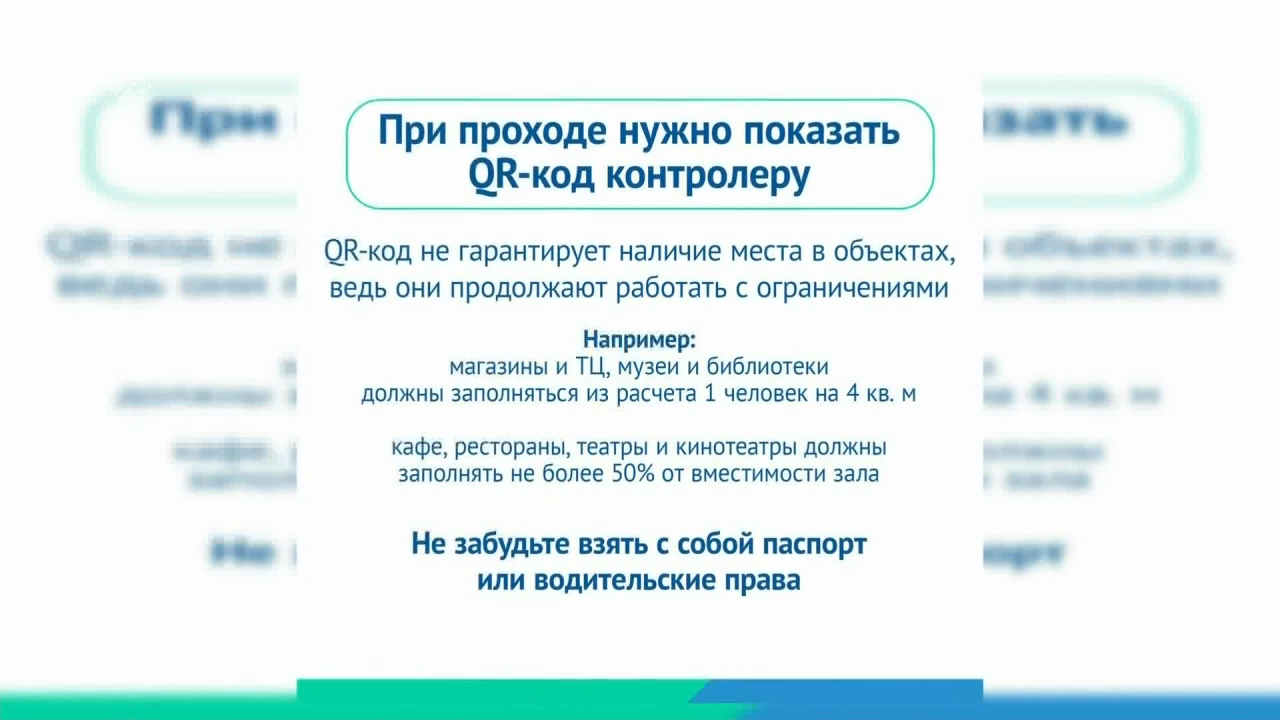 При проходе нужно показать
QR-код контролеру
QR-код не гарантирует наличие места в объектах,
ведь они продолжают работать с ограничениями
Например:
магазины и ТЦ, музеи и библиотеки
должны заполняться из расчета 1 человек на 4 кв. м
кафе, рестораны, театры и кинотеатры должны
заполнять не более 50% от вместимости зала
Не забудьте взять с собой паспорт
или водительские права